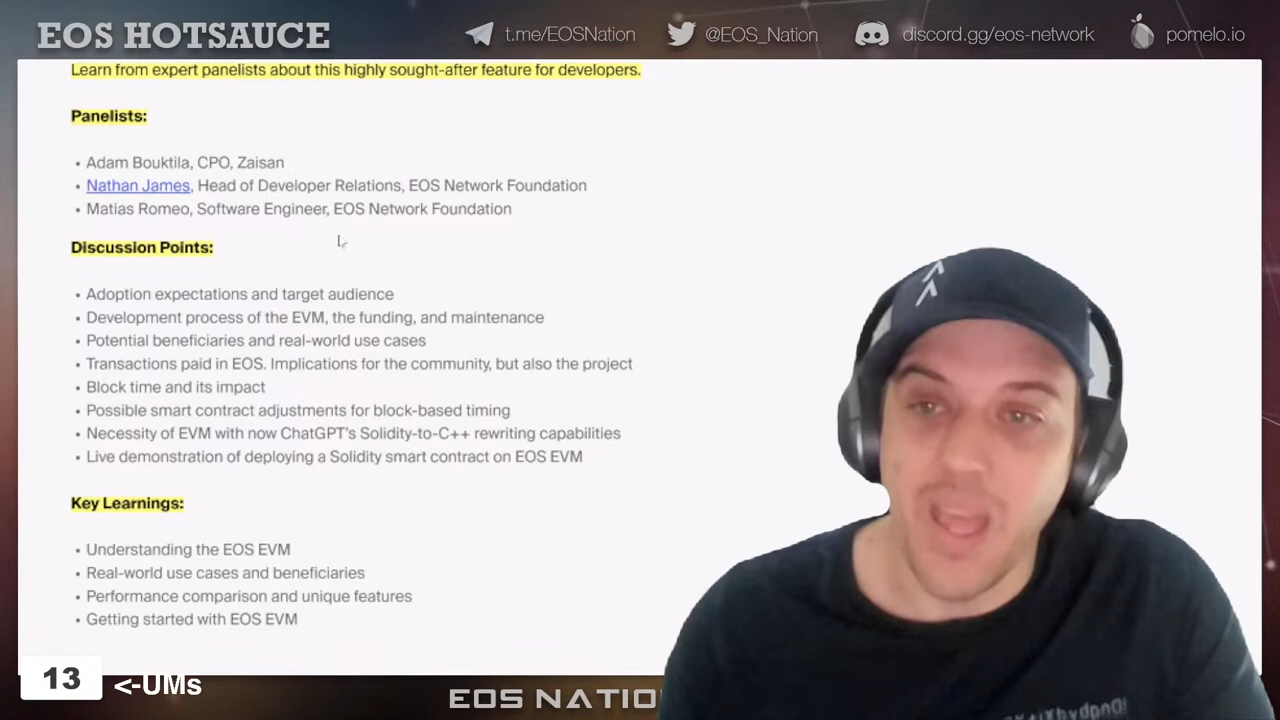 EOS HOTSAUCE
t.me/EOSNation
@EOS_Nation
discord.gg/eos-network
pomelo.io
Learn from expert panelists about this highly sought-after feature for developers.
Panelists:
• Adam Bouktila, CPO, Zaisan
• Nathan James, Head of Developer Relations, EOS Network Foundation
• Matias Romeo, Software Engineer, EOS Network Foundation
Discussion Points:
• Adoption expectations and target audience
• Development process of the EVM, the funding, and maintenance
• Potential beneficiaries and real-world use cases
• Transactions paid in EOS. Implications for the community, but also the project
• Block time and its impact
• Possible smart contract adjustments for block-based timing
• Necessity of EVM with now ChatGPT's Solidity-to-C++ rewriting capabilities
• Live demonstration of deploying a Solidity smart contract on EOS EVM
Key Learnings:
• Understanding the EOS EVM
• Real-world use cases and beneficiaries
• Performance comparison and unique features
• Getting started with EOS EVM
13 <-UMs
EOS NATIO